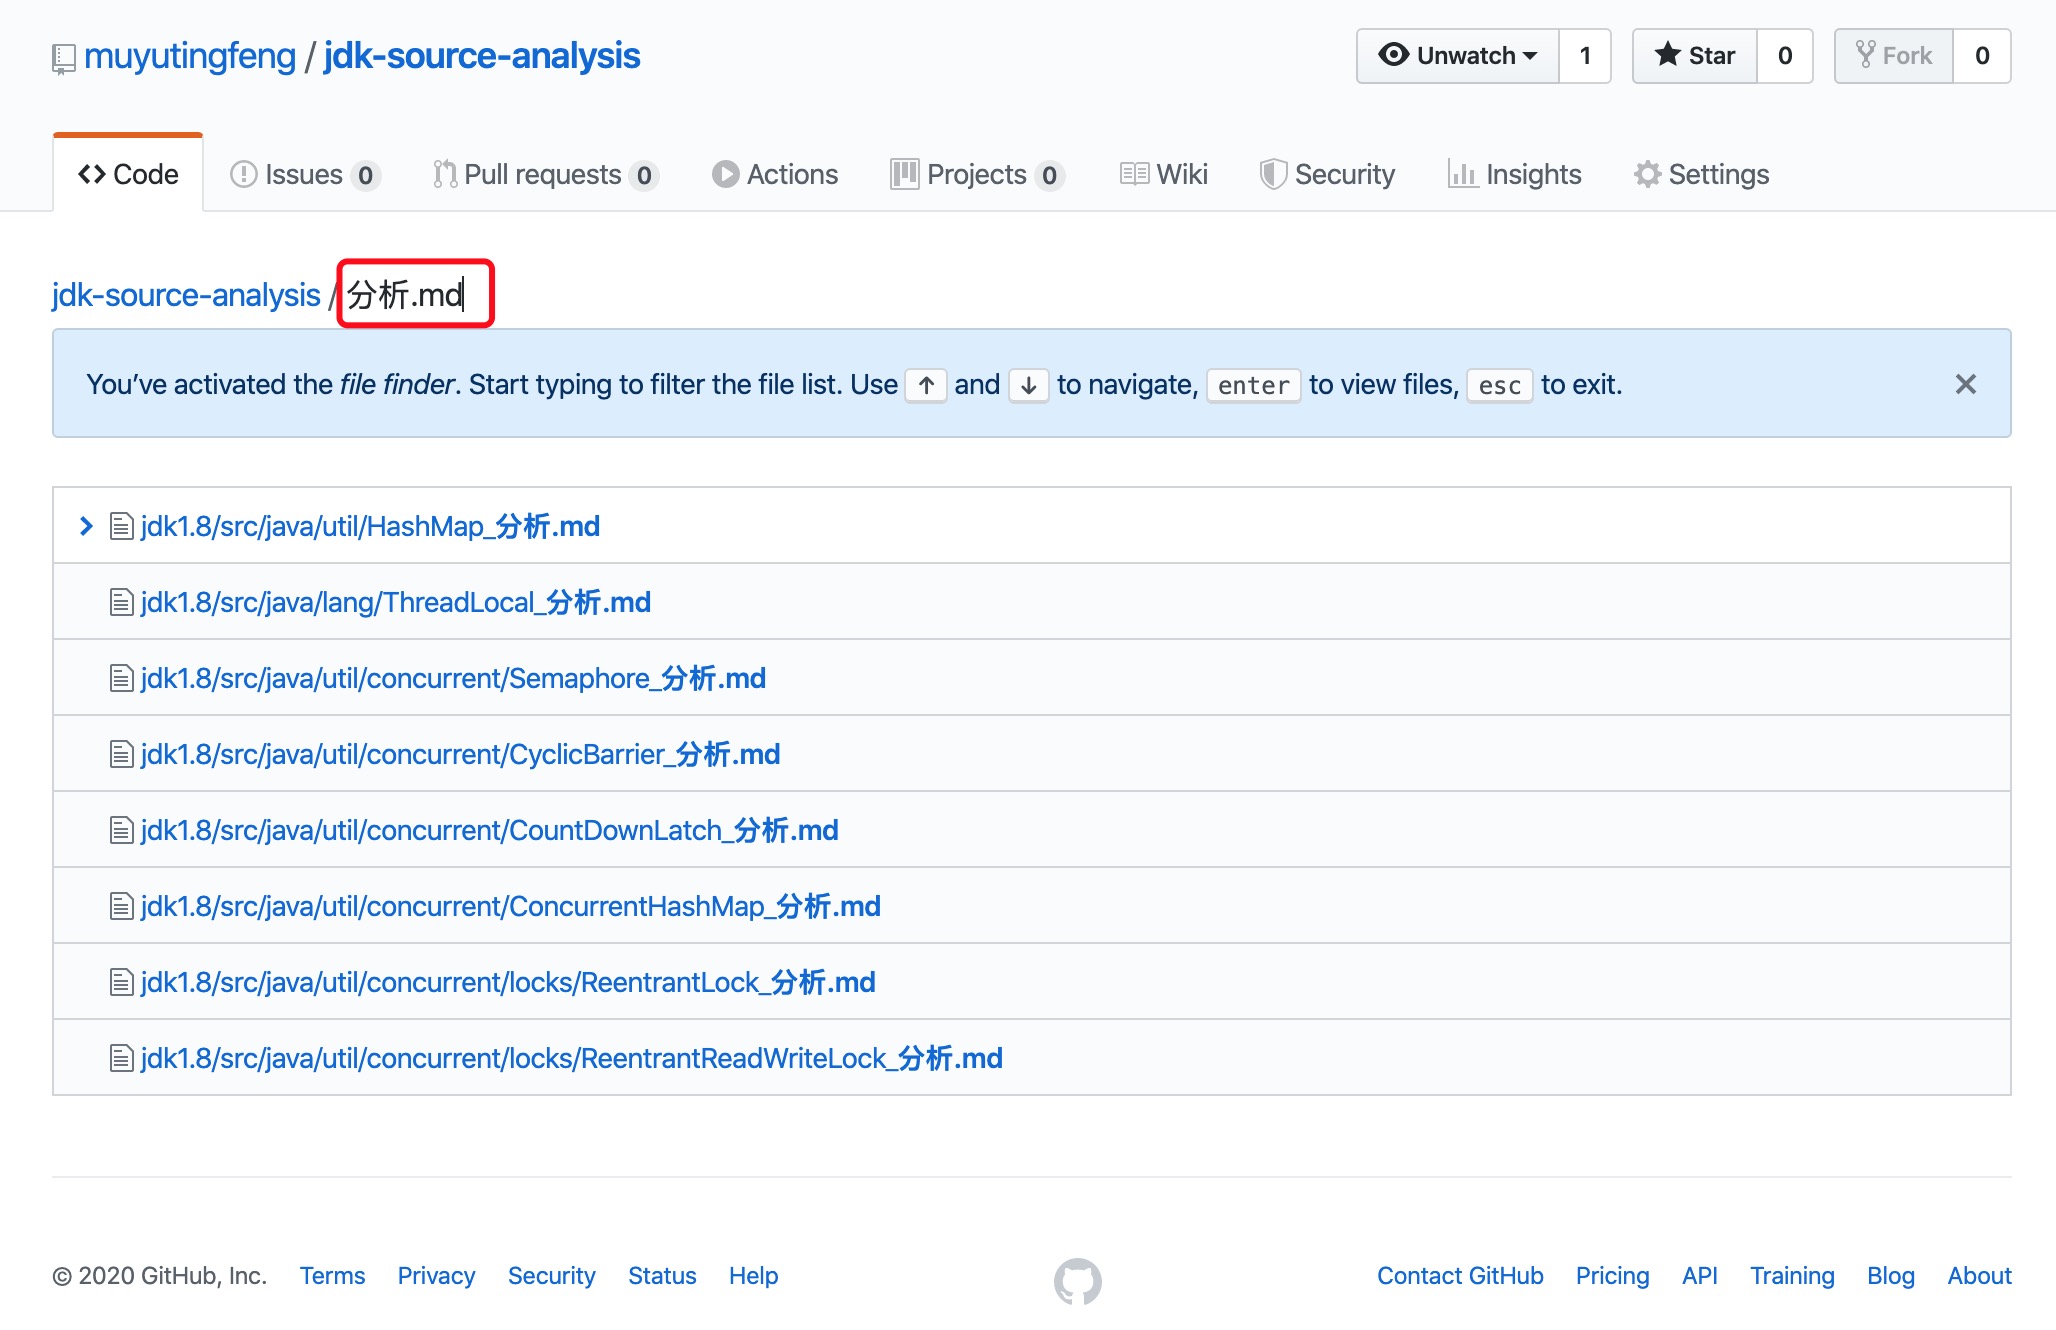 muyutingfeng / jdk-source-analysis Unwatch 1 Star 0 Fork 0
Code Issues 0 Pull requests 0 Actions Projects 0 Wiki Security Insights Settings
jdk-source-analysis / 分析.md
You’ve activated the file finder. Start typing to filter the file list. Use ↑ and ↓ to navigate, enter to view files, esc to exit.
jdk1.8/src/java/util/HashMap_分析.md
jdk1.8/src/java/lang/ThreadLocal_分析.md
jdk1.8/src/java/util/concurrent/Semaphore_分析.md
jdk1.8/src/java/util/concurrent/CyclicBarrier_分析.md
jdk1.8/src/java/util/concurrent/CountDownLatch_分析.md
jdk1.8/src/java/util/concurrent/ConcurrentHashMap_分析.md
jdk1.8/src/java/util/concurrent/locks/ReentrantLock_分析.md
jdk1.8/src/java/util/concurrent/locks/ReentrantReadWriteLock_分析.md
© 2020 GitHub, Inc. Terms Privacy Security Status Help Contact GitHub Pricing API Training Blog About